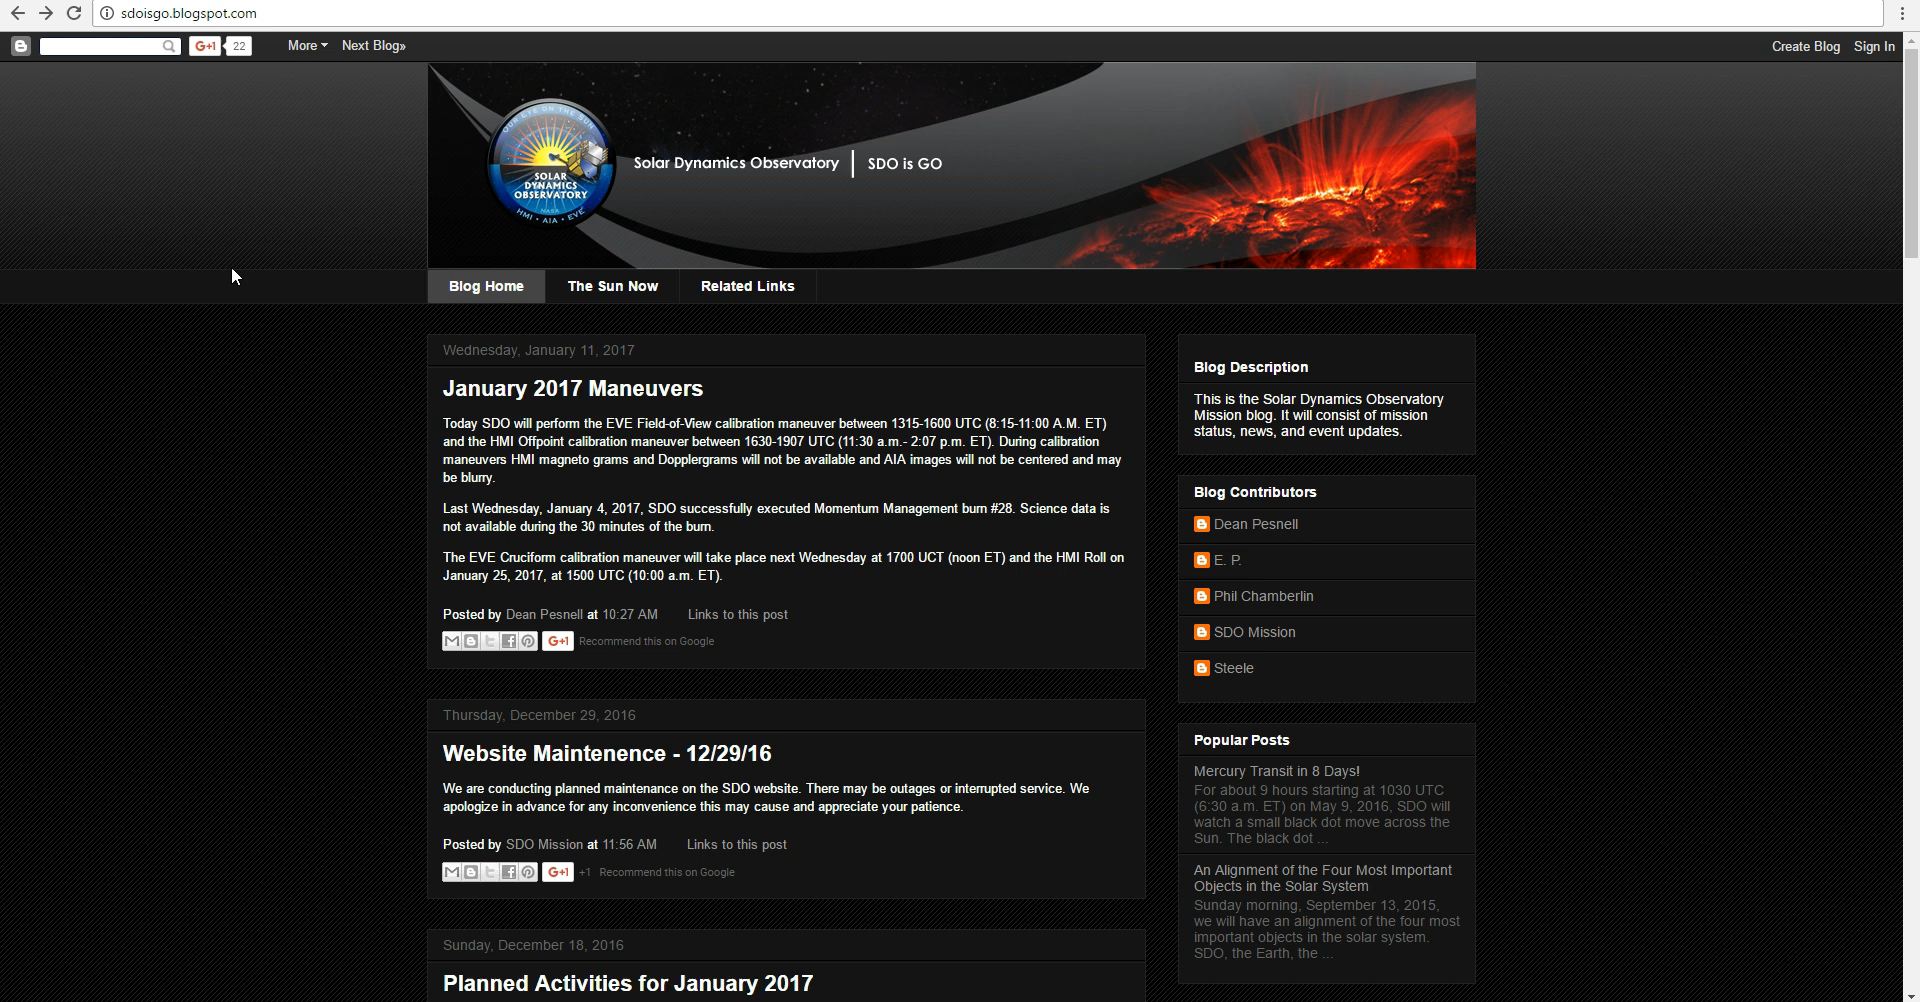 sdoisgo.blogspot.com
G+1 22 More Next Blog» Create Blog Sign In
OUR EYE ON THE SUN
SOLAR
DYNAMICS
OBSERVATORY
NASA
HMI • AIA • EVE
Solar Dynamics Observatory | SDO is GO
Blog Home The Sun Now Related Links
Wednesday, January 11, 2017
January 2017 Maneuvers
Today SDO will perform the EVE Field-of-View calibration maneuver between 1315-1600 UTC (8:15-11:00 A.M. ET)
and the HMI Offpoint calibration maneuver between 1630-1907 UTC (11:30 a.m.- 2:07 p.m. ET). During calibration
maneuvers HMI magneto grams and Dopplergrams will not be available and AIA images will not be centered and may
be blurry.
Last Wednesday, January 4, 2017, SDO successfully executed Momentum Management burn #28. Science data is
not available during the 30 minutes of the burn.
The EVE Cruciform calibration maneuver will take place next Wednesday at 1700 UCT (noon ET) and the HMI Roll on
January 25, 2017, at 1500 UTC (10:00 a.m. ET).
Posted by Dean Pesnell at 10:27 AM Links to this post
G+1 Recommend this on Google
Thursday, December 29, 2016
Website Maintenence - 12/29/16
We are conducting planned maintenance on the SDO website. There may be outages or interrupted service. We
apologize in advance for any inconvenience this may cause and appreciate your patience.
Posted by SDO Mission at 11:56 AM Links to this post
G+1 +1 Recommend this on Google
Sunday, December 18, 2016
Planned Activities for January 2017
Blog Description
This is the Solar Dynamics Observatory
Mission blog. It will consist of mission
status, news, and event updates.
Blog Contributors
Dean Pesnell
E. P.
Phil Chamberlin
SDO Mission
Steele
Popular Posts
Mercury Transit in 8 Days!
For about 9 hours starting at 1030 UTC
(6:30 a.m. ET) on May 9, 2016, SDO will
watch a small black dot move across the
Sun. The black dot ...
An Alignment of the Four Most Important
Objects in the Solar System
Sunday morning, September 13, 2015,
we will have an alignment of the four most
important objects in the solar system.
SDO, the Earth, the ...